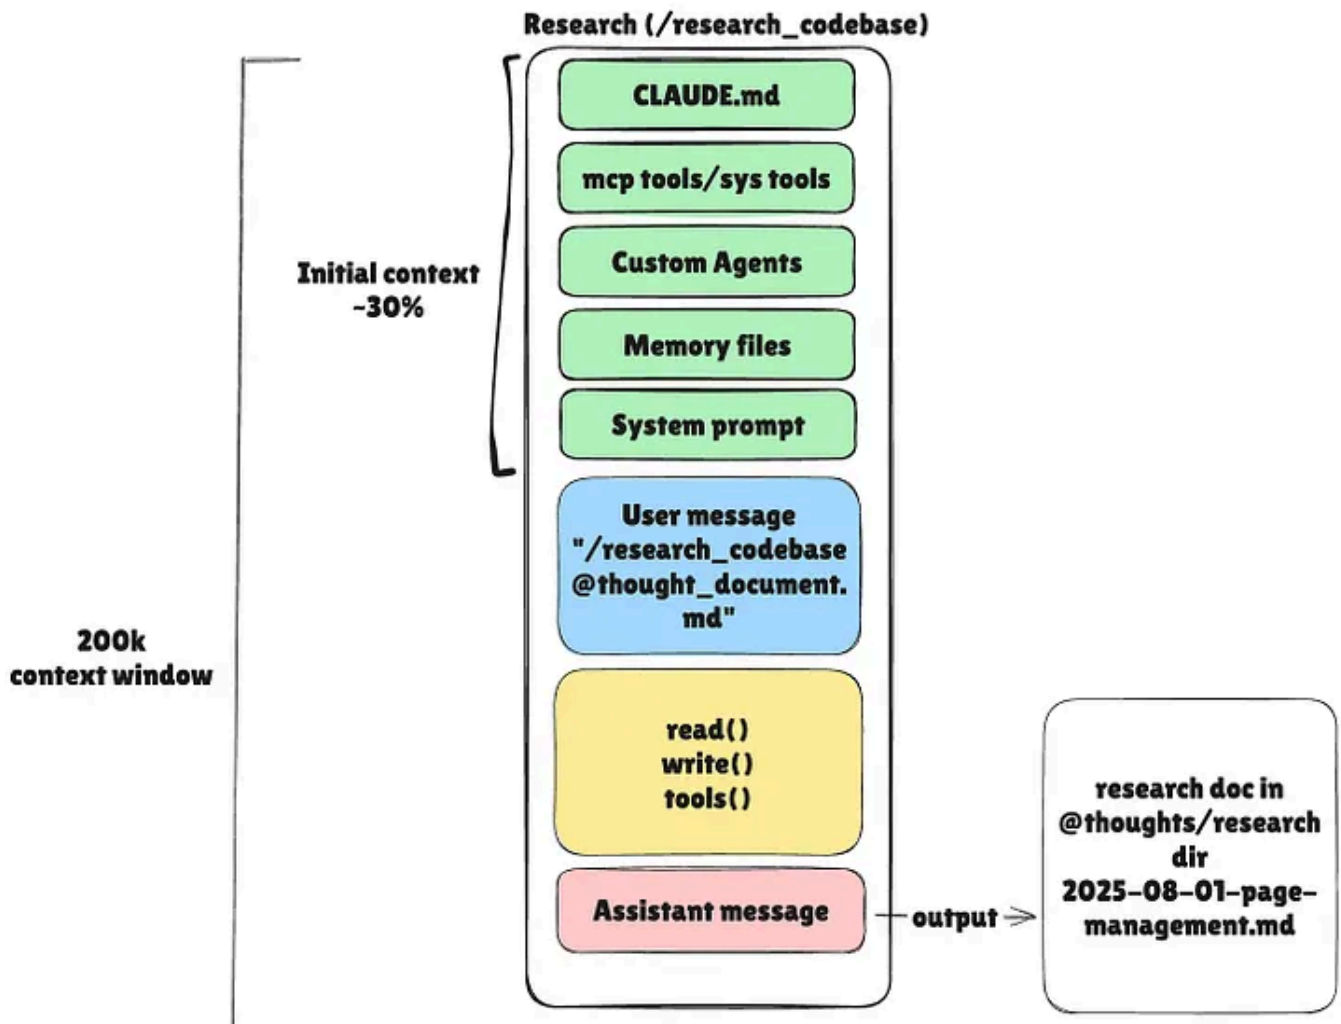 Research (/research_codebase)
CLAUDE.md
mcp tools/sys tools
Custom Agents
Initial context
~30%
Memory files
System prompt
User message
"/research_codebase
@thought_document.
md"
200k
context window
read()
write()
tools()
Assistant message
output
research doc in
@thoughts/research
dir
2025-08-01-page-
management.md